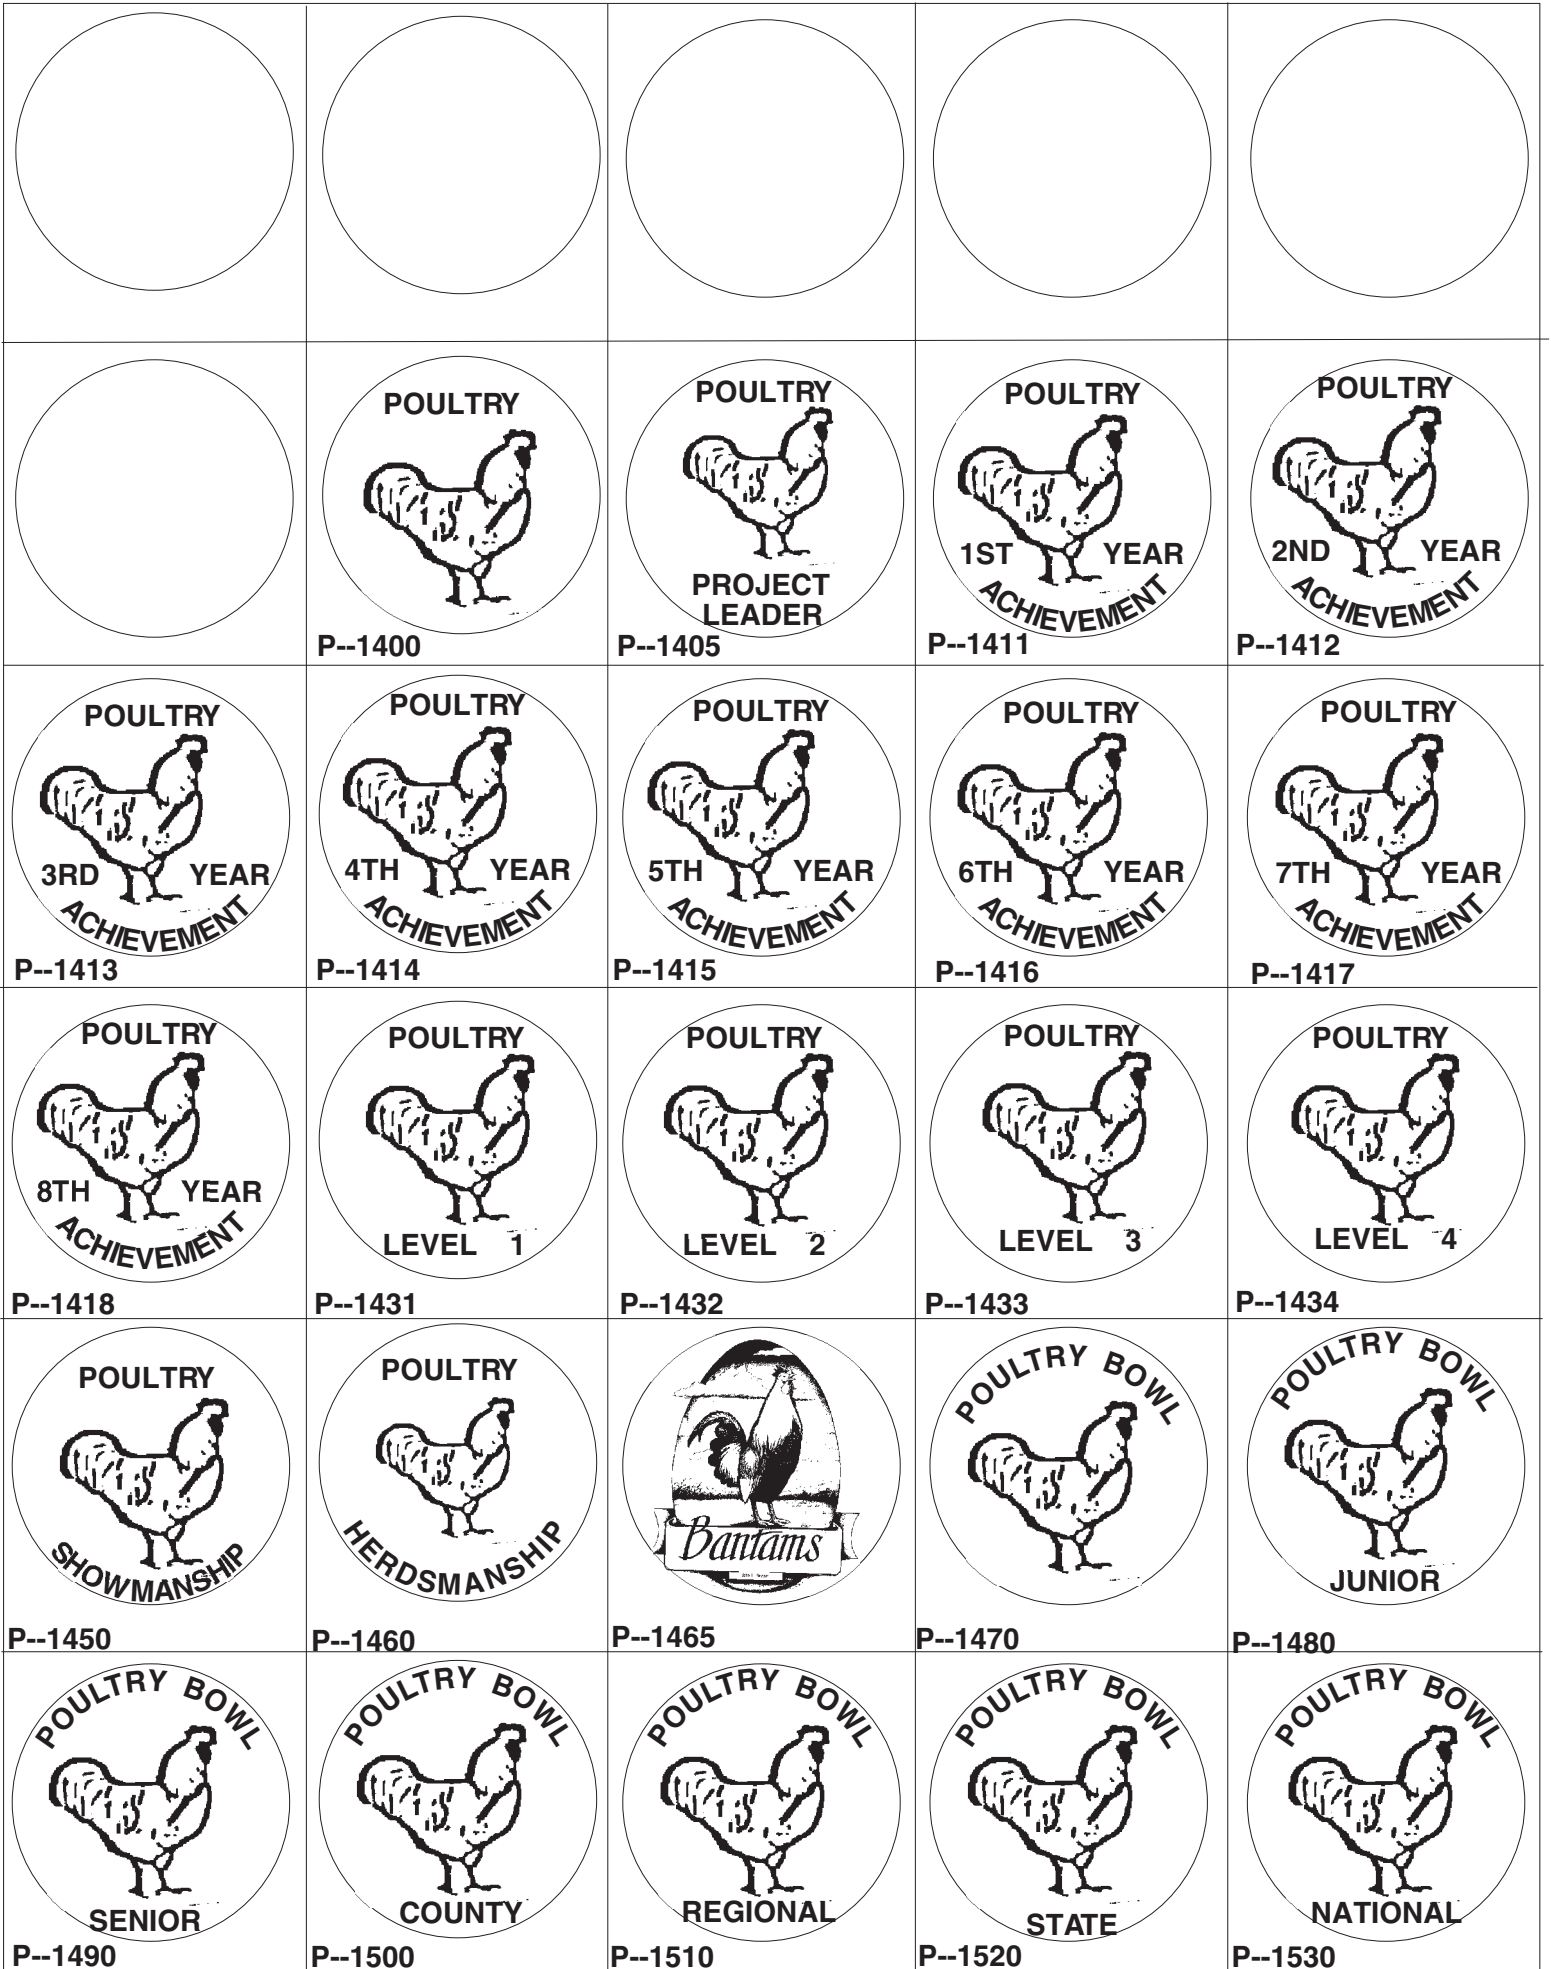 POULTRY
P--1400
POULTRY
PROJECT
LEADER
P--1405
POULTRY
1ST YEAR
ACHIEVEMENT
P--1411
POULTRY
2ND YEAR
ACHIEVEMENT
P--1412
POULTRY
3RD YEAR
ACHIEVEMENT
P--1413
POULTRY
4TH YEAR
ACHIEVEMENT
P--1414
POULTRY
5TH YEAR
ACHIEVEMENT
P--1415
POULTRY
6TH YEAR
ACHIEVEMENT
P--1416
POULTRY
7TH YEAR
ACHIEVEMENT
P--1417
POULTRY
8TH YEAR
ACHIEVEMENT
P--1418
POULTRY
LEVEL 1
P--1431
POULTRY
LEVEL 2
P--1432
POULTRY
LEVEL 3
P--1433
POULTRY
LEVEL 4
P--1434
POULTRY
SHOWMANSHIP
P--1450
POULTRY
HERDSMANSHIP
P--1460
Bantams
P--1465
POULTRY BOWL
P--1470
POULTRY BOWL
JUNIOR
P--1480
POULTRY BOWL
SENIOR
P--1490
POULTRY BOWL
COUNTY
P--1500
POULTRY BOWL
REGIONAL
P--1510
POULTRY BOWL
STATE
P--1520
POULTRY BOWL
NATIONAL
P--1530